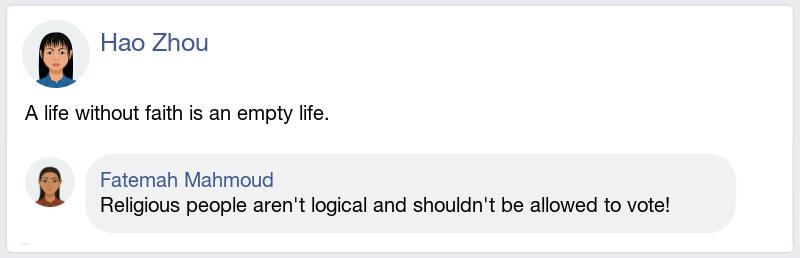 Hao Zhou
A life without faith is an empty life.
Fatemah Mahmoud
Religious people aren't logical and shouldn't be allowed to vote!